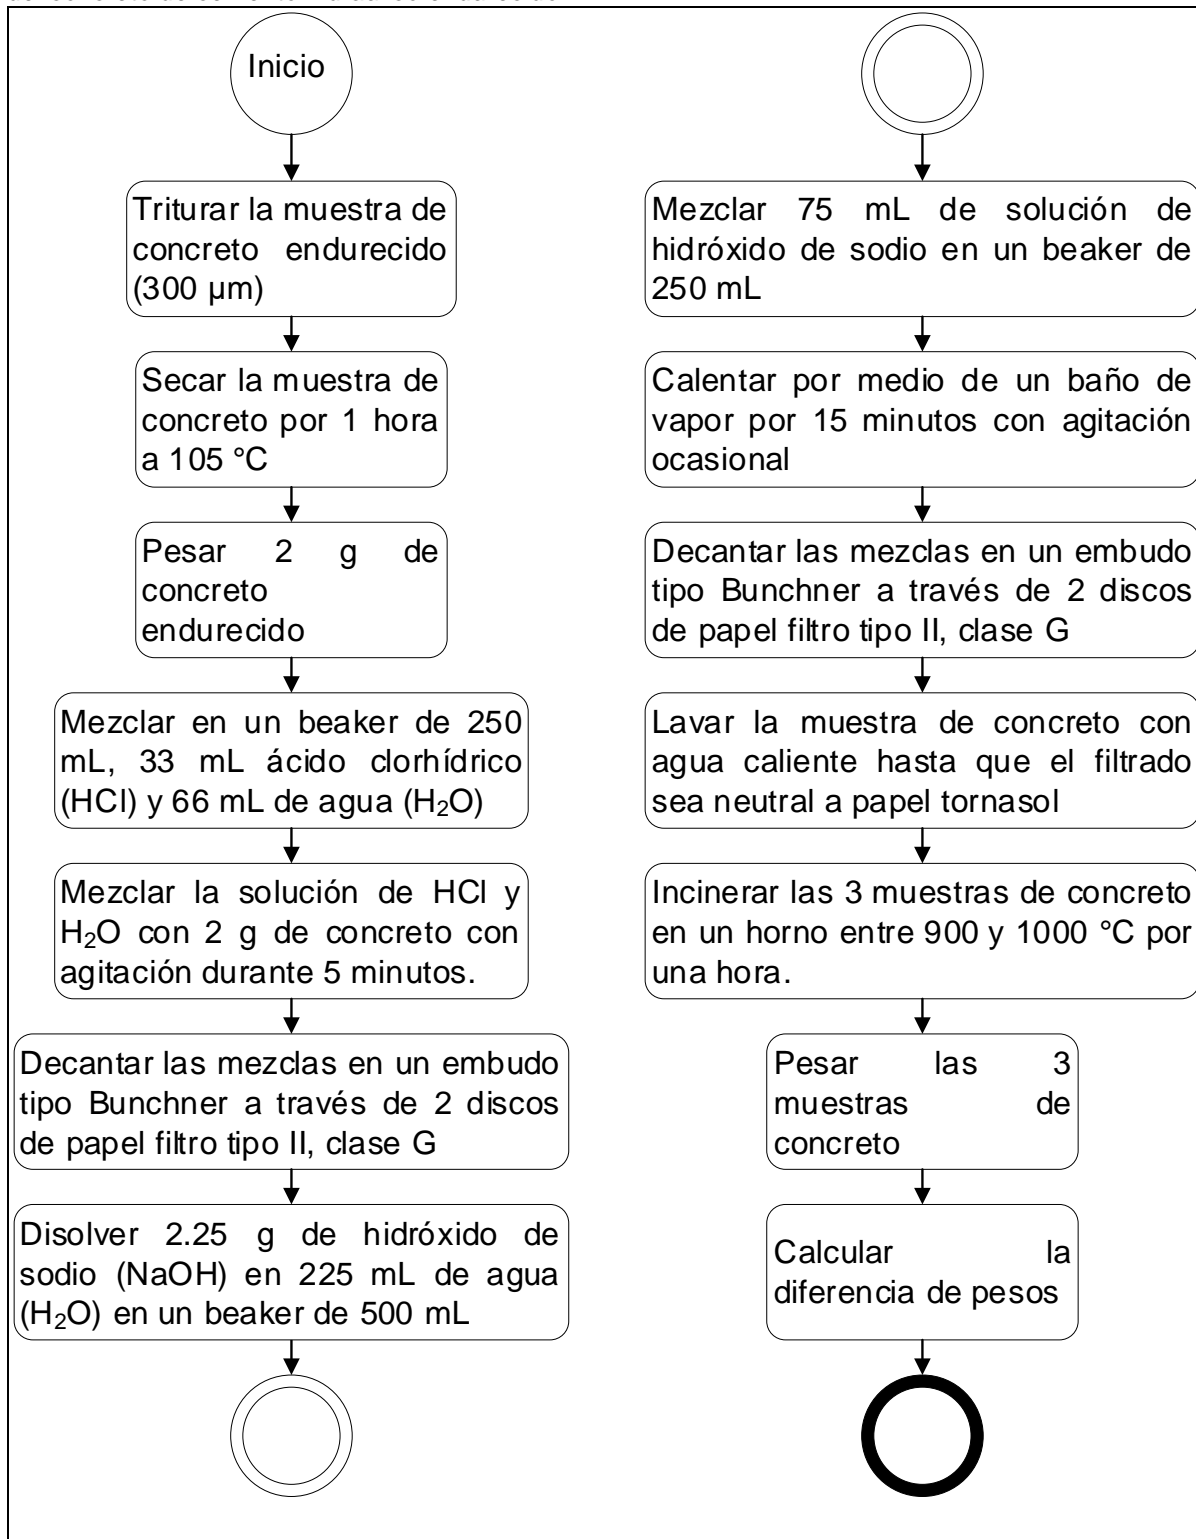 Inicio
Triturar la muestra de
concreto endurecido
(300 µm)
Secar la muestra de
concreto por 1 hora
a 105 °C
Pesar 2 g de
concreto
endurecido
Mezclar en un beaker de 250
mL, 33 mL ácido clorhídrico
(HCl) y 66 mL de agua (H₂O)
Mezclar la solución de HCl y
H₂O con 2 g de concreto con
agitación durante 5 minutos.
Decantar las mezclas en un embudo
tipo Bunchner a través de 2 discos
de papel filtro tipo II, clase G
Disolver 2.25 g de hidróxido de
sodio (NaOH) en 225 mL de agua
(H₂O) en un beaker de 500 mL
Mezclar 75 mL de solución de
hidróxido de sodio en un beaker de
250 mL
Calentar por medio de un baño de
vapor por 15 minutos con agitación
ocasional
Decantar las mezclas en un embudo
tipo Bunchner a través de 2 discos
de papel filtro tipo II, clase G
Lavar la muestra de concreto con
agua caliente hasta que el filtrado
sea neutral a papel tornasol
Incinerar las 3 muestras de concreto
en un horno entre 900 y 1000 °C por
una hora.
Pesar las 3
muestras de
concreto
Calcular la
diferencia de pesos